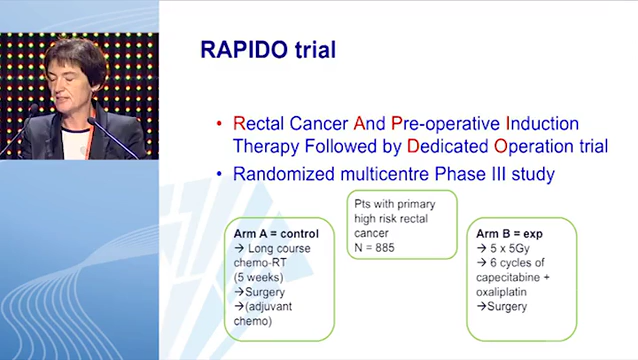 RAPIDO trial
• Rectal Cancer And Pre-operative Induction
Therapy Followed by Dedicated Operation trial
• Randomized multicentre Phase III study
Pts with primary
high risk rectal
cancer
N = 885
Arm A = control
→ Long course
chemo-RT
(5 weeks)
→Surgery
→(adjuvant
chemo)
Arm B = exp
→ 5 x 5Gy
→ 6 cycles of
capecitabine +
oxaliplatin
→Surgery